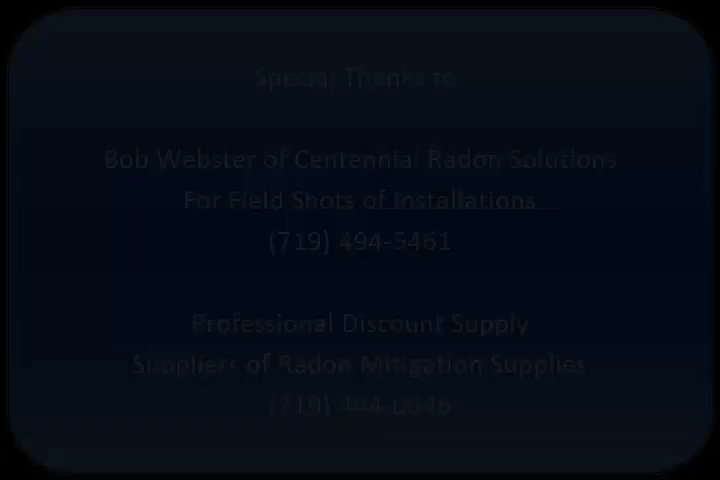 Special Thanks to
Bob Webster of Centennial Radon Solutions
For Field Shots of Installations
(719) 494-5461
Professional Discount Supply
Suppliers of Radon Mitigation Supplies
(719)